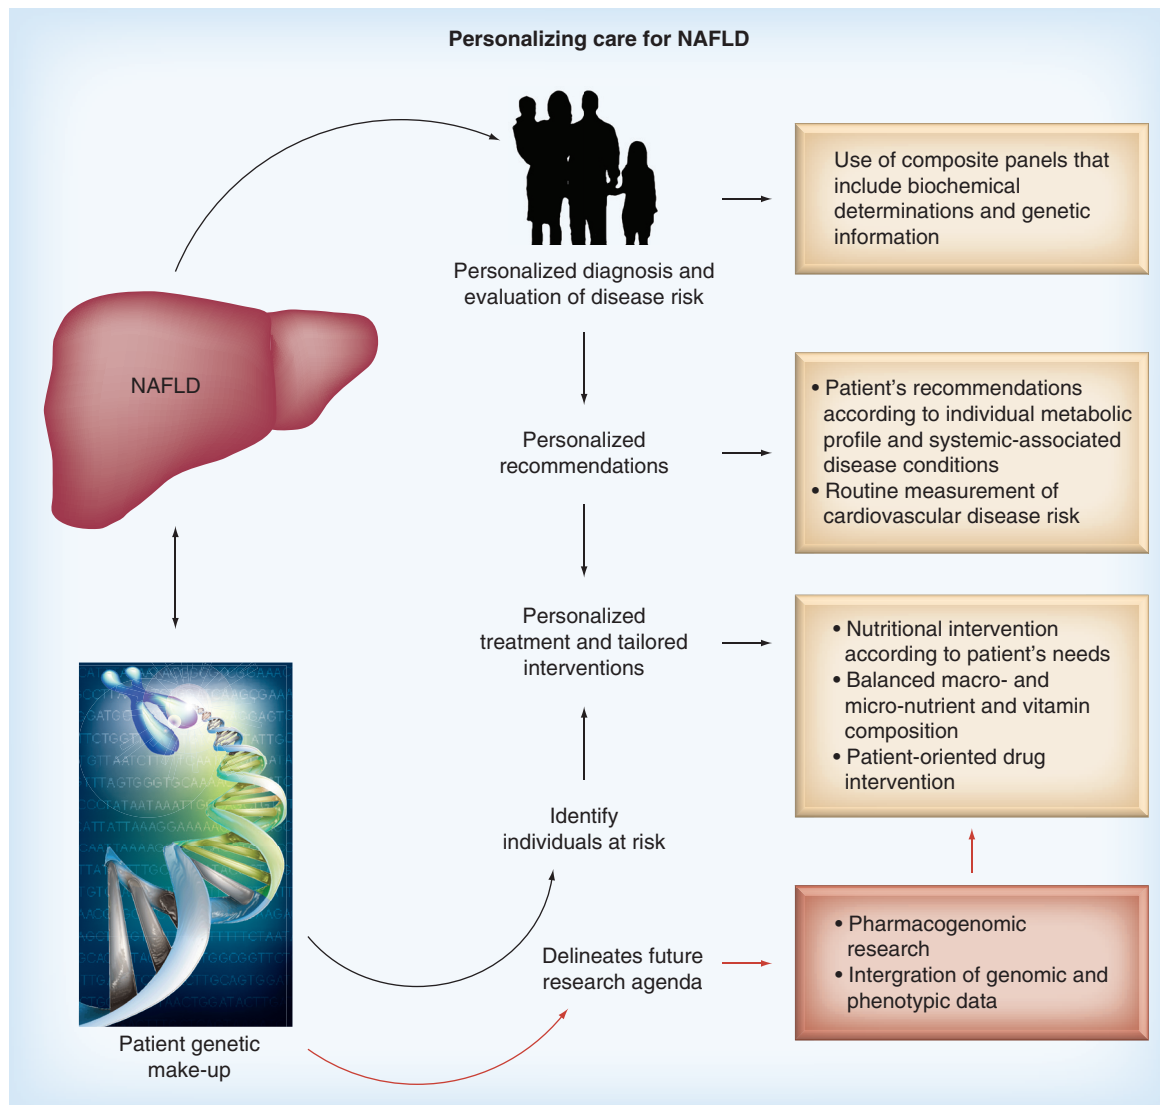 Personalizing care for NAFLD
Use of composite panels that
include biochemical
determinations and genetic
information
Personalized diagnosis and
evaluation of disease risk
NAFLD
• Patient's recommendations
according to individual metabolic
profile and systemic-associated
disease conditions
• Routine measurement of
cardiovascular disease risk
Personalized
recommendations
Personalized
treatment and tailored
interventions
• Nutritional intervention
according to patient's needs
• Balanced macro- and
micro-nutrient and vitamin
composition
• Patient-oriented drug
intervention
Identify
individuals at risk
• Pharmacogenomic
research
• Intergration of genomic and
phenotypic data
Delineates future
research agenda
Patient genetic
make-up